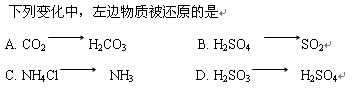 下列变化中，左边物质被还原的是↵
A. CO₂ ⟶ H₂CO₃ B. H₂SO₄ ⟶ SO₂↵
C. NH₄Cl ⟶ NH₃ D. H₂SO₃ ⟶ H₂SO₄↵